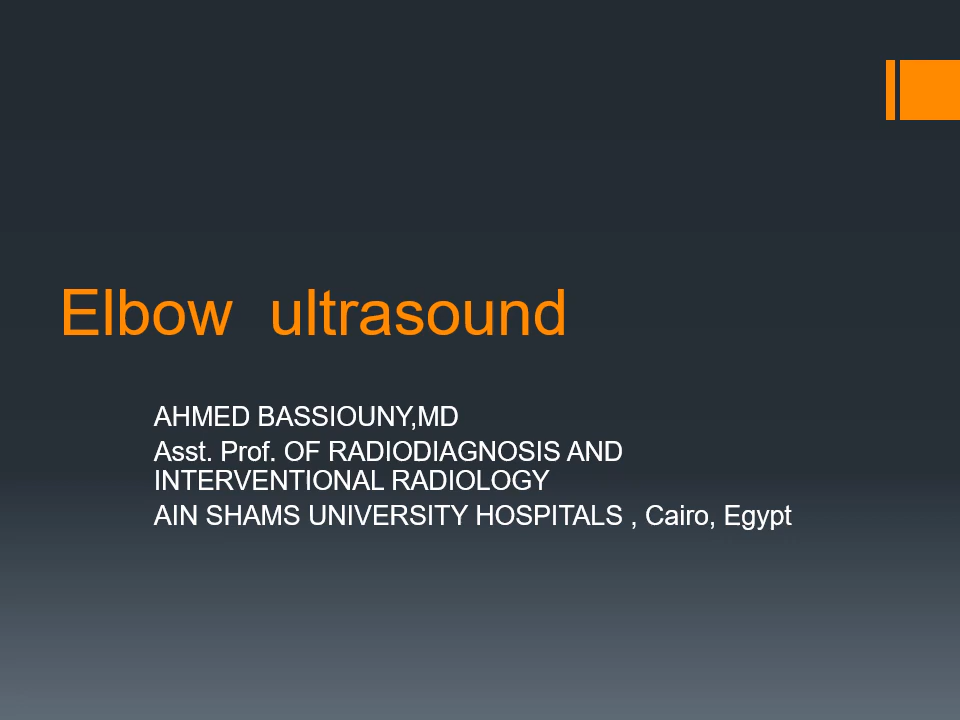 Elbow  ultrasound
AHMED BASSIOUNY,MD
Asst. Prof. OF RADIODIAGNOSIS AND
INTERVENTIONAL RADIOLOGY
AIN SHAMS UNIVERSITY HOSPITALS , Cairo, Egypt